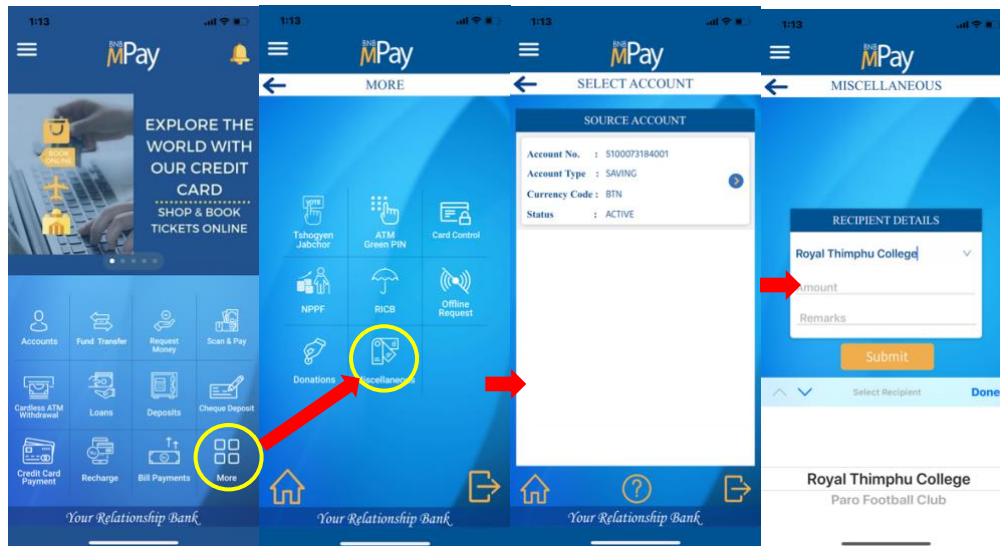 1:13
BNB
MPay
BOOK
ONLINE
EXPLORE THE
WORLD WITH
OUR CREDIT
CARD
SHOP & BOOK
TICKETS ONLINE
Accounts
Fund Transfer
Request
Money
Scan & Pay
Cardless ATM
Withdrawal
Loans
Deposits
Cheque Deposit
Credit Card
Payment
Recharge
Bill Payments
More
Your Relationship Bank
1:13
BNB
MPay
MORE
VOTE
Tshogyen
Jabchor
ATM
Green PIN
Card Control
NPPF
RICB
Offline
Request
Donations
Miscellaneous
Your Relationship Bank
1:13
BNB
MPay
SELECT ACCOUNT
SOURCE ACCOUNT
Account No. : 5100073184001
Account Type : SAVING
Currency Code : BTN
Status : ACTIVE
?
Your Relationship Bank
1:13
BNB
MPay
MISCELLANEOUS
RECIPIENT DETAILS
Royal Thimphu College
Amount
Remarks
Submit
Select Recipient
Done
Royal Thimphu College
Paro Football Club